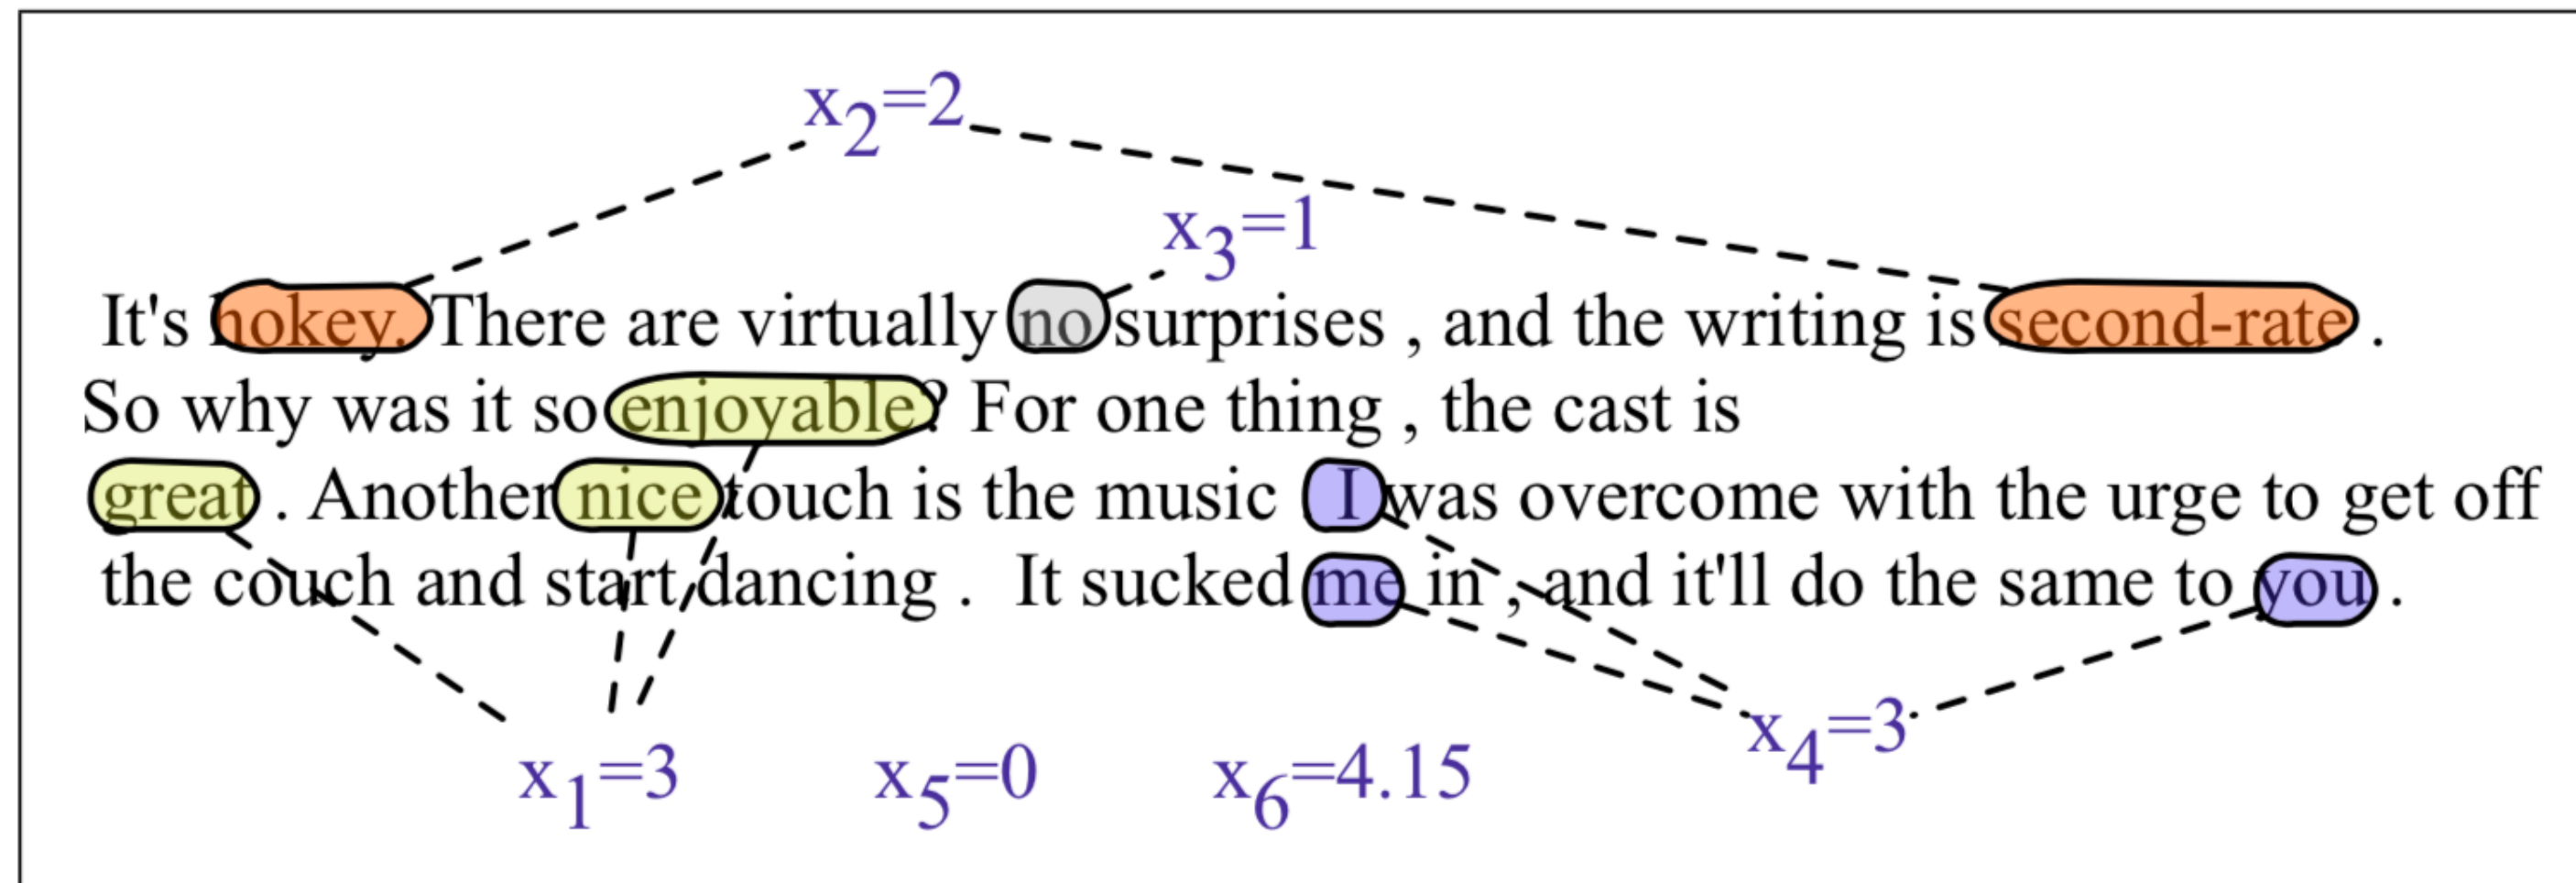 x2=2
x3=1
It's hokey. There are virtually no surprises , and the writing is second-rate .
So why was it so enjoyable? For one thing , the cast is
great . Another nice touch is the music . I was overcome with the urge to get off
the couch and start dancing . It sucked me in , and it'll do the same to you .
x4=3
x1=3 x5=0 x6=4.15